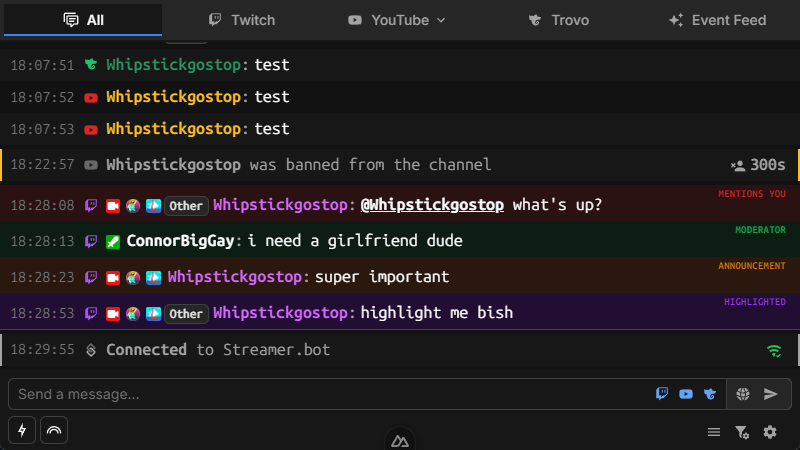 All Twitch YouTube Trovo Event Feed
18:07:51 Whipstickgostop: test
18:07:52 Whipstickgostop: test
18:07:53 Whipstickgostop: test
18:22:57 Whipstickgostop was banned from the channel 300s
MENTIONS YOU
18:28:08 Other Whipstickgostop: @Whipstickgostop what's up?
MODERATOR
18:28:13 ConnorBigGay: i need a girlfriend dude
ANNOUNCEMENT
18:28:23 Whipstickgostop: super important
HIGHLIGHTED
18:28:53 Other Whipstickgostop: highlight me bish
18:29:55 Connected to Streamer.bot
Send a message...